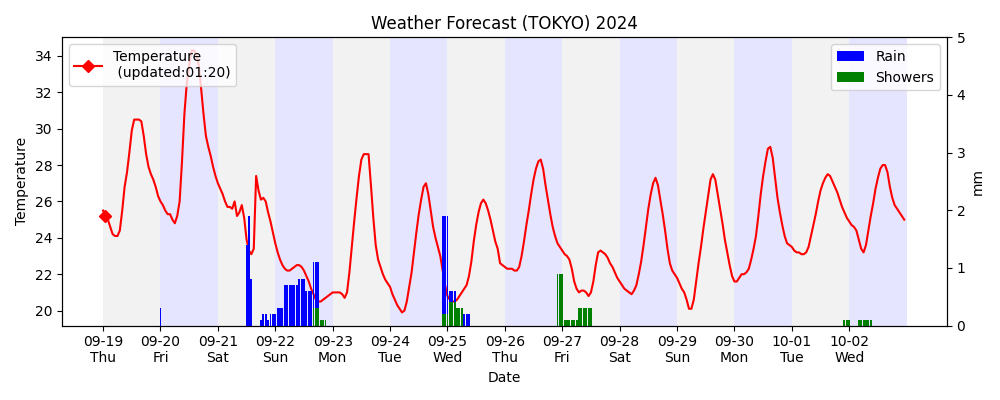 Weather Forecast (TOKYO) 2024
Temperature
(updated:01:20)
Rain
Showers
Temperature
34
32
30
28
26
24
22
20
5
4
3
2
1
0
mm
09-19 09-20 09-21 09-22 09-23 09-24 09-25 09-26 09-27 09-28 09-29 09-30 10-01 10-02
Thu Fri Sat Sun Mon Tue Wed Thu Fri Sat Sun Mon Tue Wed
Date